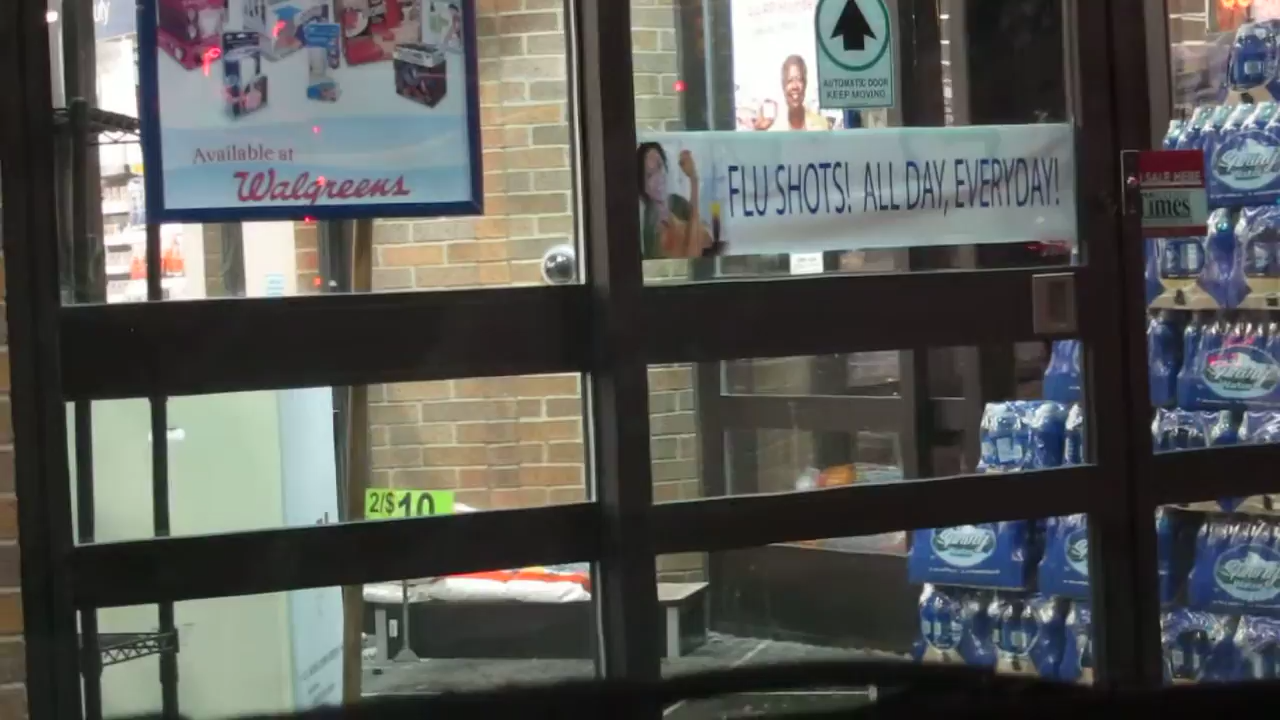 Available at
Walgreens
AUTOMATIC DOOR
KEEP MOVING
FLU SHOTS! ALL DAY, EVERYDAY!
SALE HERE
Times
2/$10
Spring
Spring
Spring
Spring